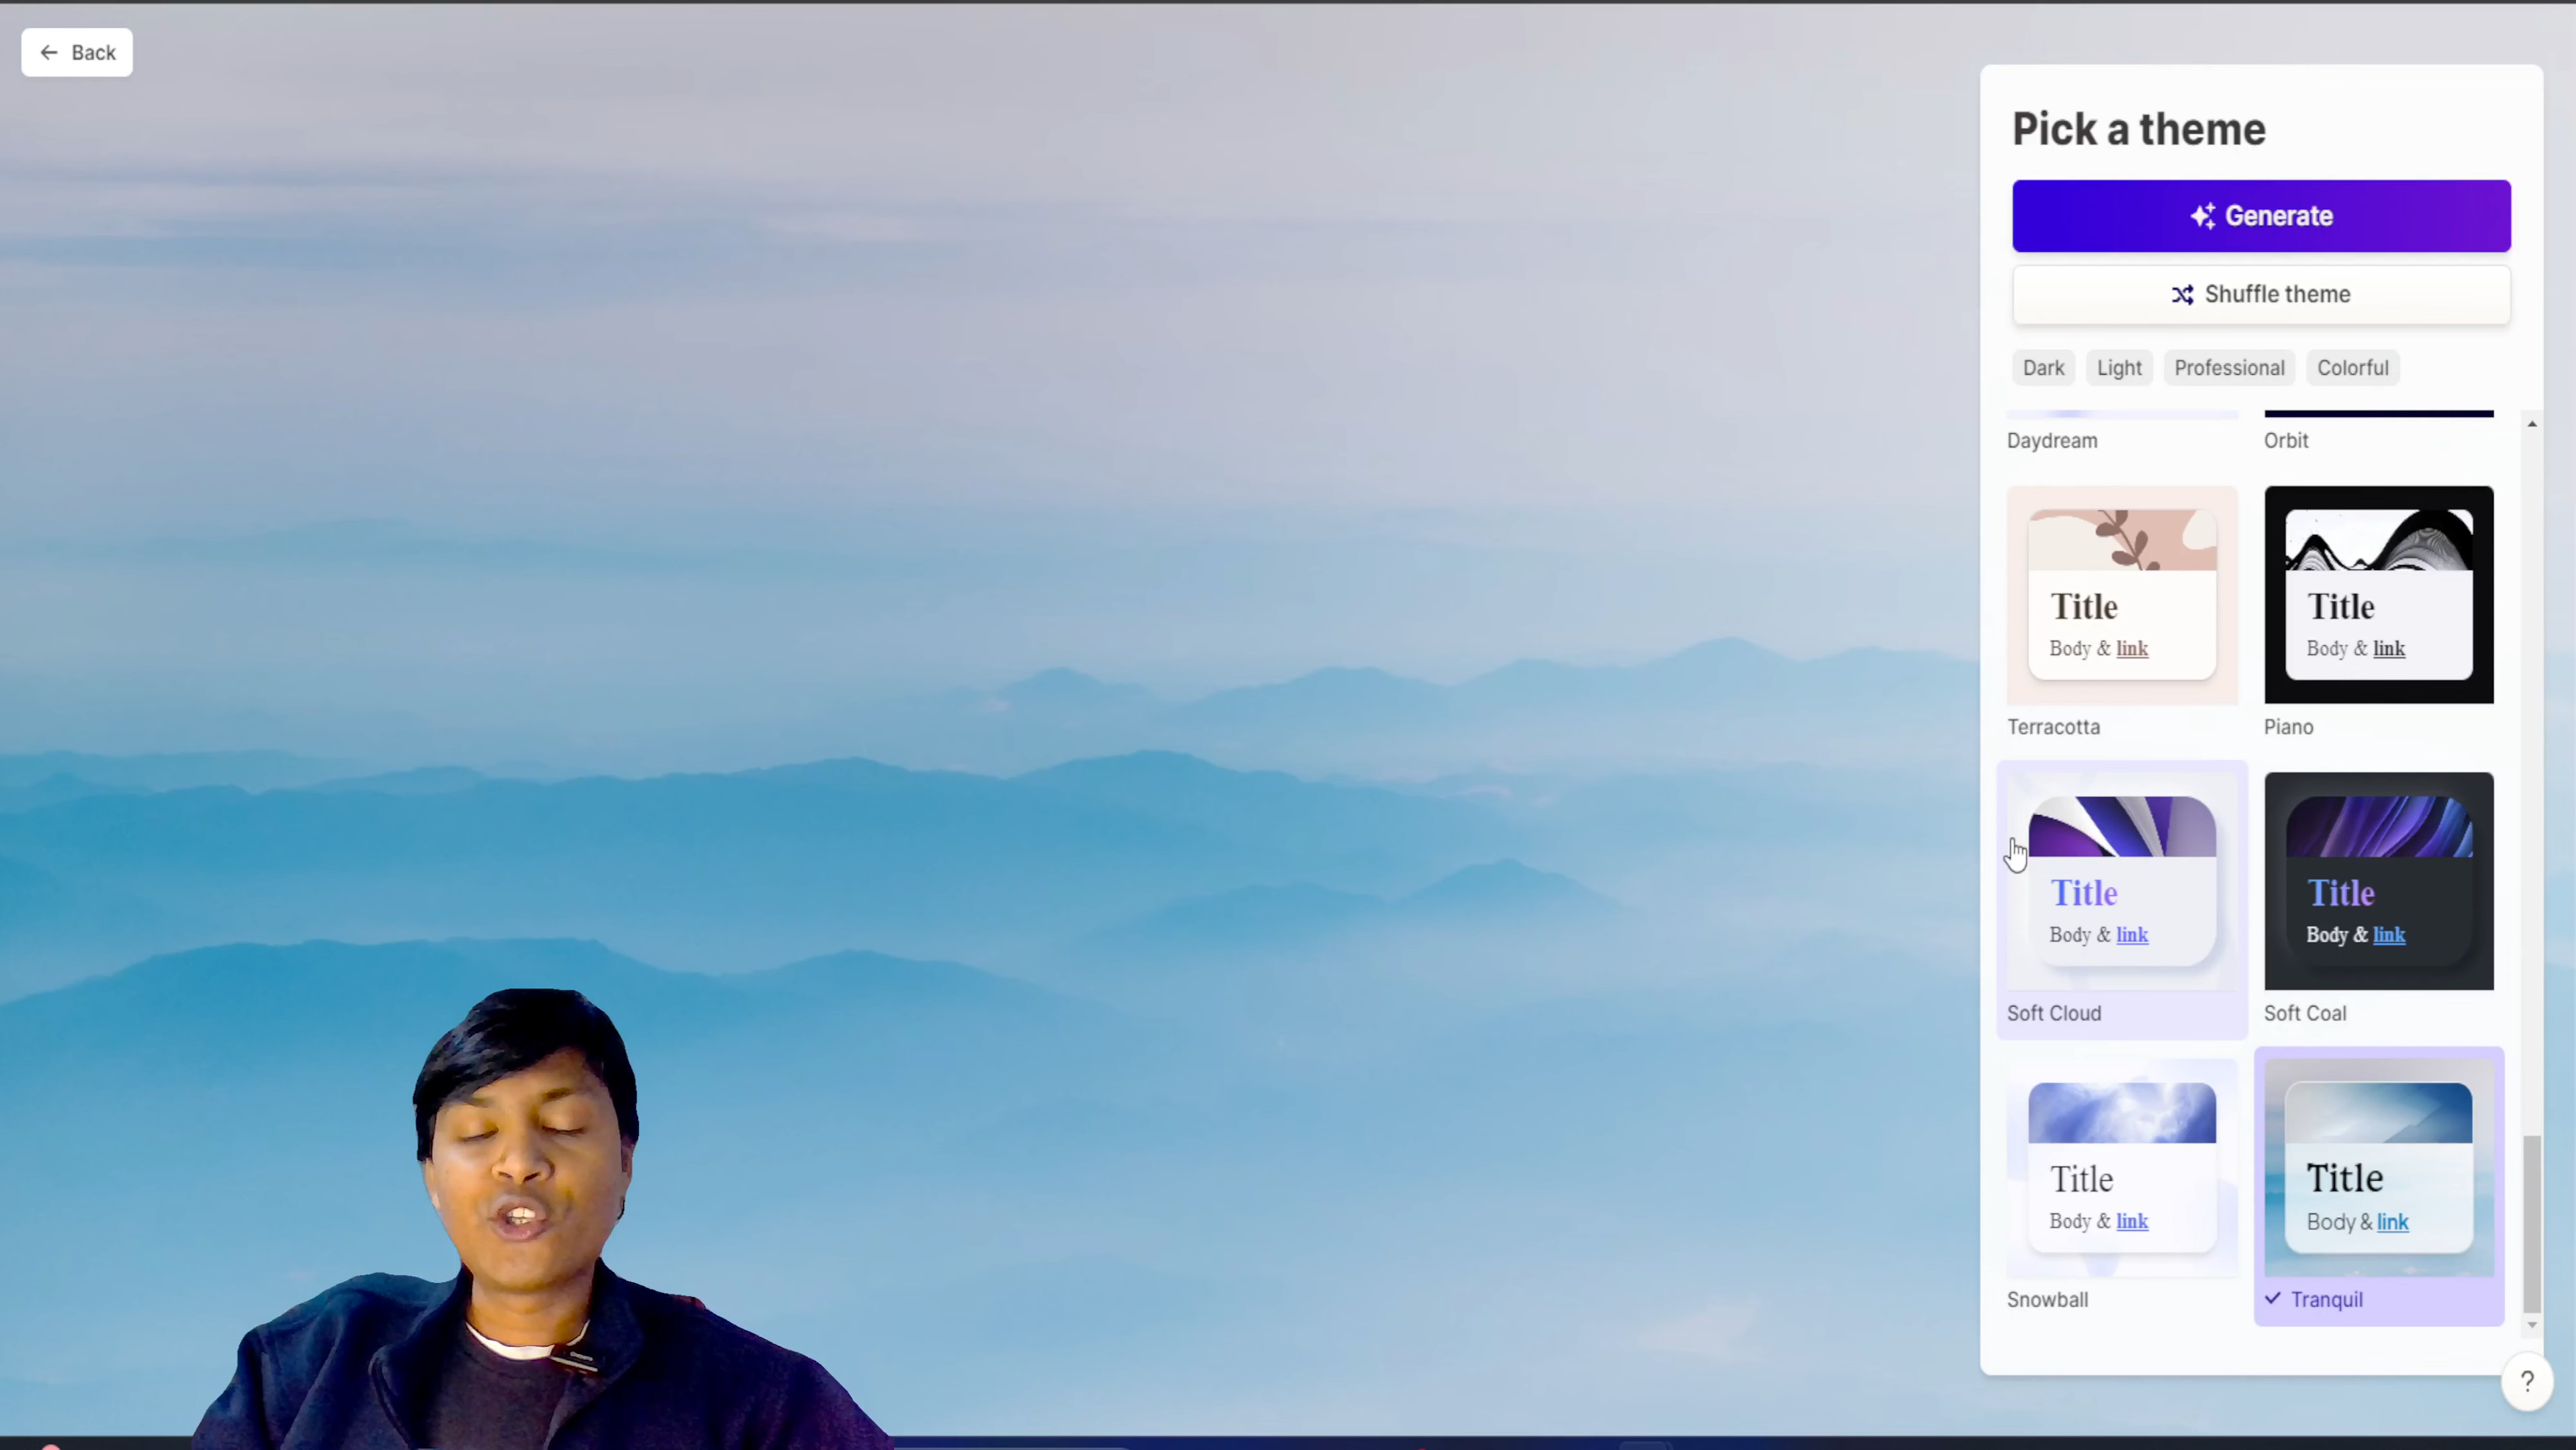 Back
Pick a theme
Generate
Shuffle theme
Dark Light Professional Colorful
Daydream Orbit
Title
Body & link
Terracotta
Title
Body & link
Piano
Title
Body & link
Soft Cloud
Title
Body & link
Soft Coal
Title
Body & link
Snowball
Title
Body & link
Tranquil
?